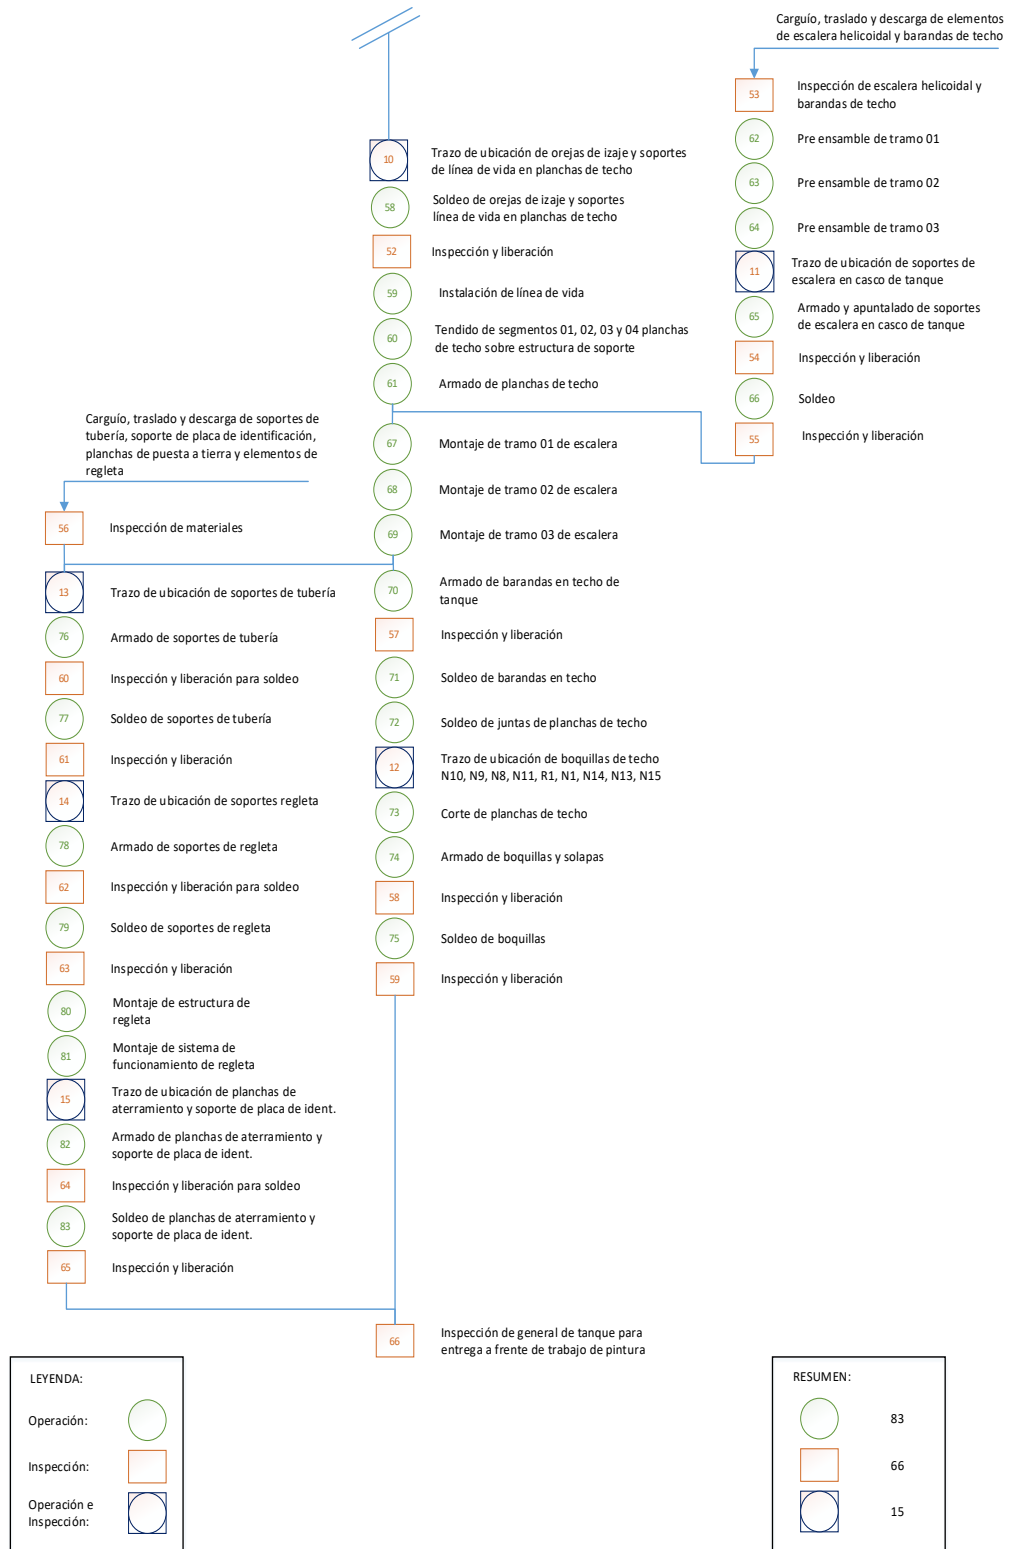 Carguío, traslado y descarga de elementos
de escalera helicoidal y barandas de techo
53
Inspección de escalera helicoidal y
barandas de techo
62
Pre ensamble de tramo 01
63
Pre ensamble de tramo 02
64
Pre ensamble de tramo 03
11
Trazo de ubicación de soportes de
escalera en casco de tanque
65
Armado y apuntalado de soportes
de escalera en casco de tanque
54
Inspección y liberación
66
Soldeo
55
Inspección y liberación
10
Trazo de ubicación de orejas de izaje y soportes
de línea de vida en planchas de techo
58
Soldeo de orejas de izaje y soportes
línea de vida en planchas de techo
52
Inspección y liberación
59
Instalación de línea de vida
60
Tendido de segmentos 01, 02, 03 y 04 planchas
de techo sobre estructura de soporte
61
Armado de planchas de techo
67
Montaje de tramo 01 de escalera
68
Montaje de tramo 02 de escalera
69
Montaje de tramo 03 de escalera
70
Armado de barandas en techo de
tanque
57
Inspección y liberación
71
Soldeo de barandas en techo
72
Soldeo de juntas de planchas de techo
12
Trazo de ubicación de boquillas de techo
N10, N9, N8, N11, R1, N1, N14, N13, N15
73
Corte de planchas de techo
74
Armado de boquillas y solapas
58
Inspección y liberación
75
Soldeo de boquillas
59
Inspección y liberación
Carguío, traslado y descarga de soportes de
tubería, soporte de placa de identificación,
planchas de puesta a tierra y elementos de
regleta
56
Inspección de materiales
13
Trazo de ubicación de soportes de tubería
76
Armado de soportes de tubería
60
Inspección y liberación para soldeo
77
Soldeo de soportes de tubería
61
Inspección y liberación
14
Trazo de ubicación de soportes regleta
78
Armado de soportes de regleta
62
Inspección y liberación para soldeo
79
Soldeo de soportes de regleta
63
Inspección y liberación
80
Montaje de estructura de
regleta
81
Montaje de sistema de
funcionamiento de regleta
15
Trazo de ubicación de planchas de
aterramiento y soporte de placa de ident.
82
Armado de planchas de aterramiento y
soporte de placa de ident.
64
Inspección y liberación para soldeo
83
Soldeo de planchas de aterramiento y
soporte de placa de ident.
65
Inspección y liberación
66
Inspección de general de tanque para
entrega a frente de trabajo de pintura
LEYENDA:
Operación:
Inspección:
Operación e
Inspección:
RESUMEN:
83
66
15